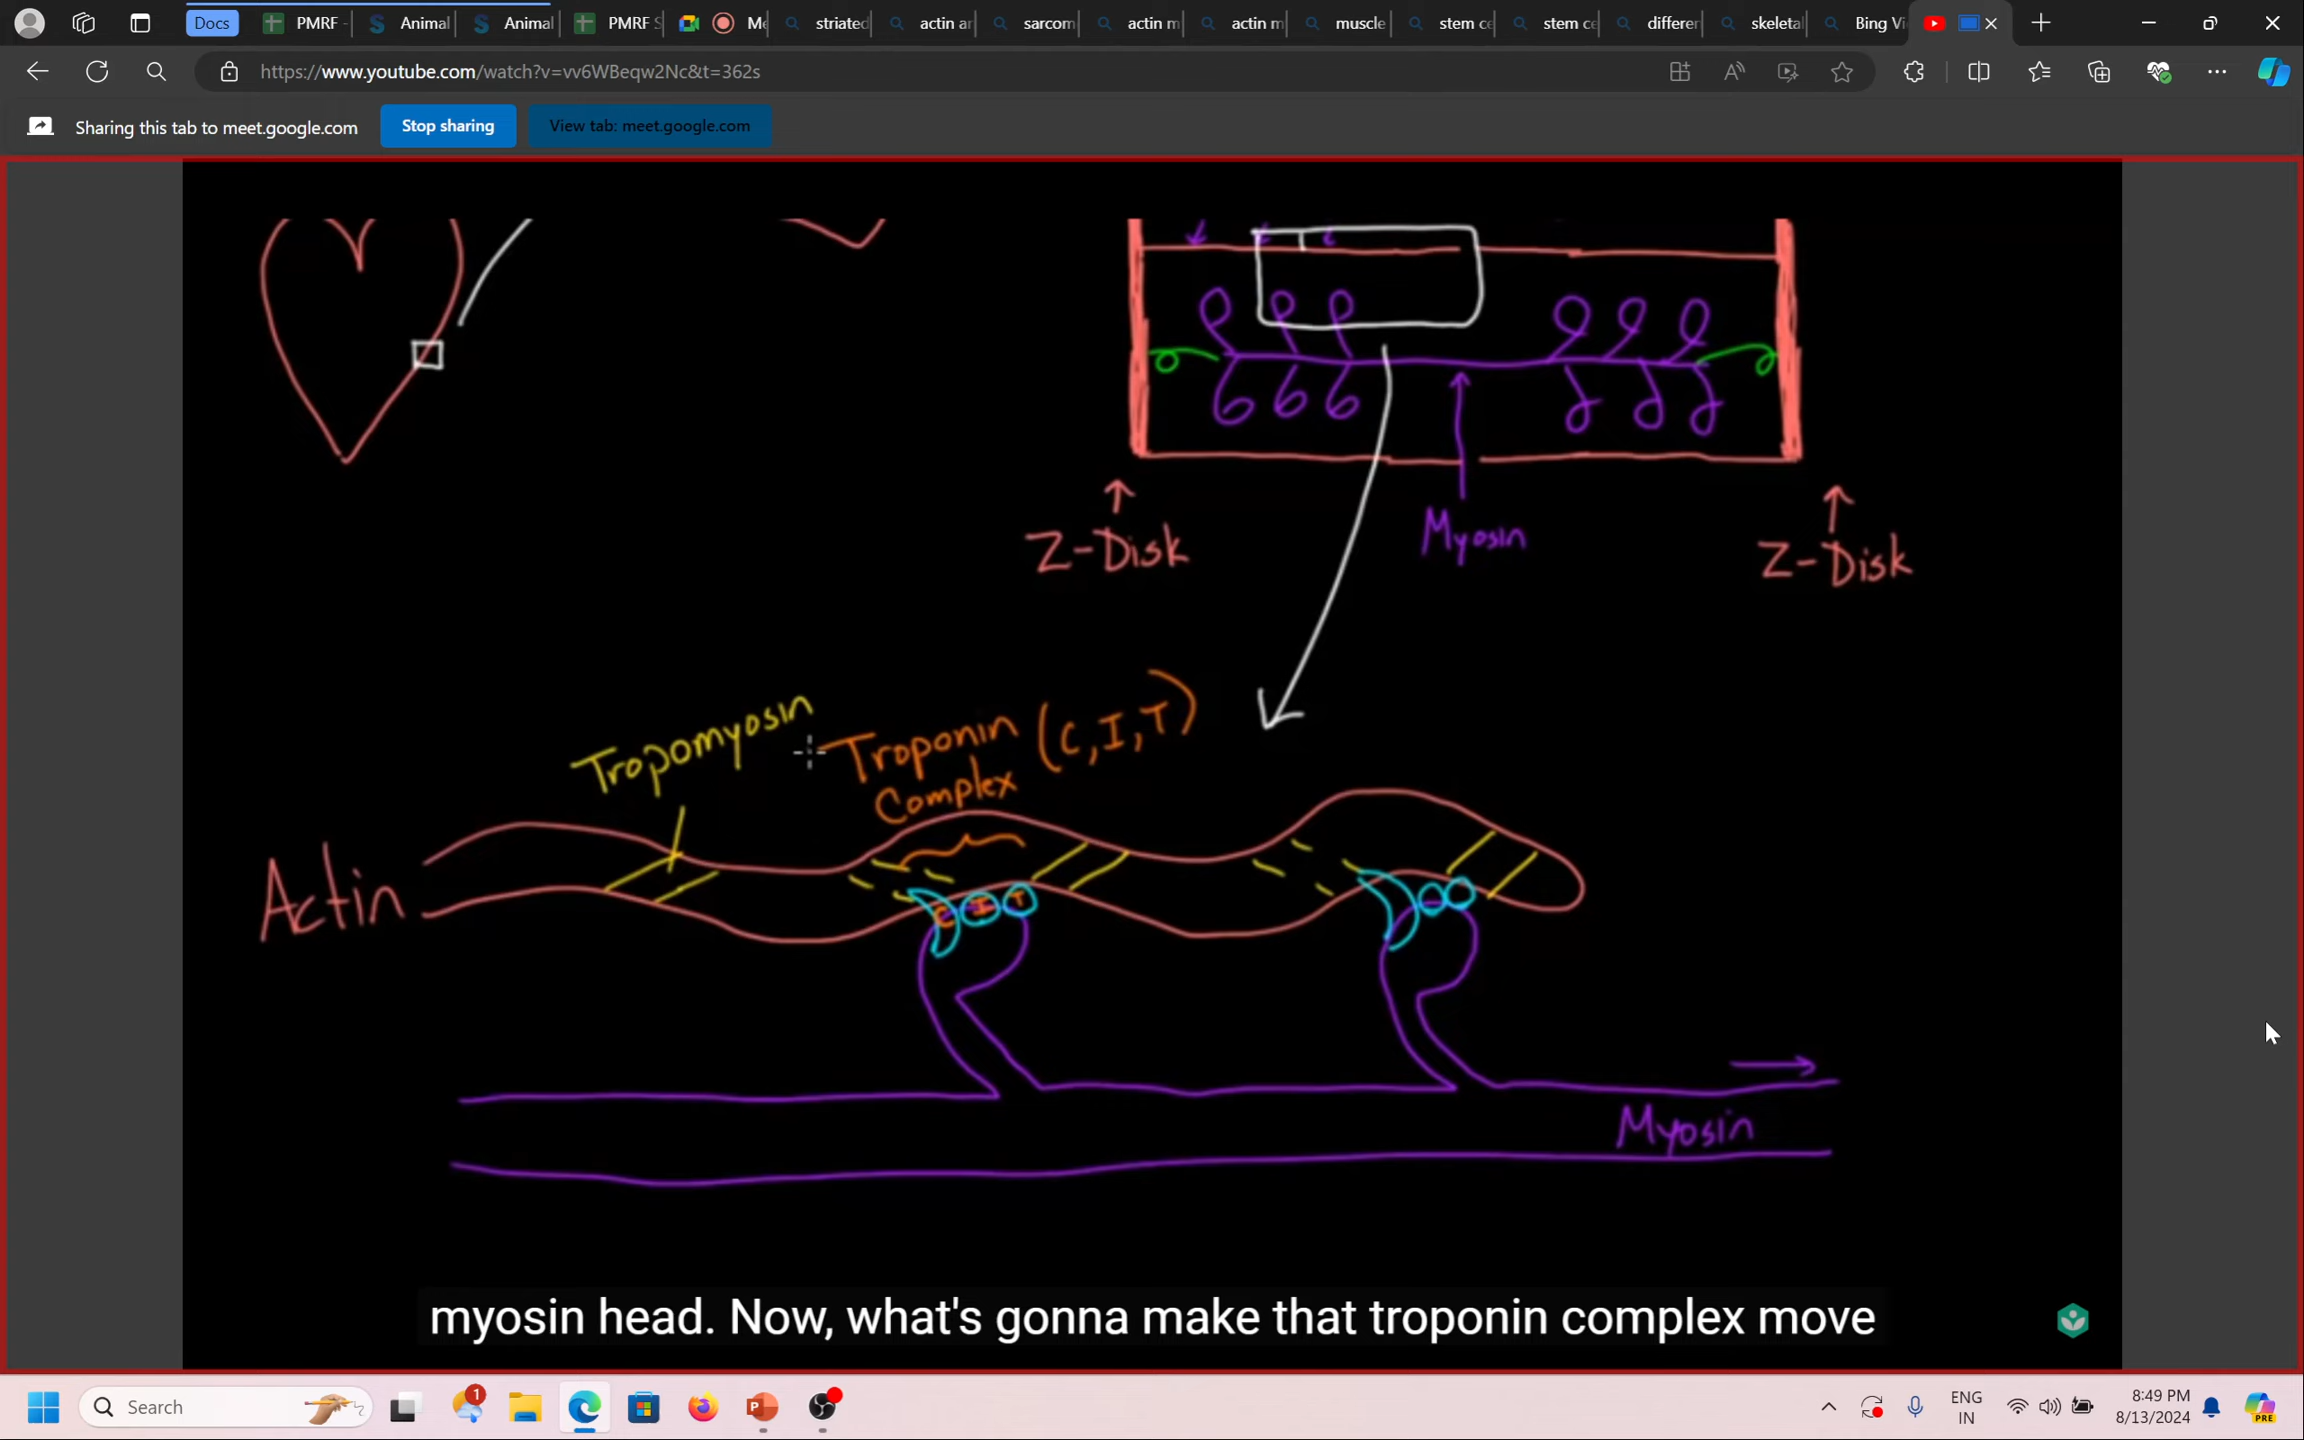 Docs PMRF - Animal Animal PMRF S Me striated actin ar sarcom actin m actin m muscle stem ce stem ce differer skeletal Bing Vi
https://www.youtube.com/watch?v=vv6WBeqw2Nc&t=362s
Sharing this tab to meet.google.com Stop sharing View tab: meet.google.com
Z-Disk
Myosin
Z-Disk
Tropomyosin
Troponin (C, I, T)
Complex
Actin
C I T
Myosin
myosin head. Now, what's gonna make that troponin complex move
Search
1
ENG
IN
8:49 PM
8/13/2024
PRE